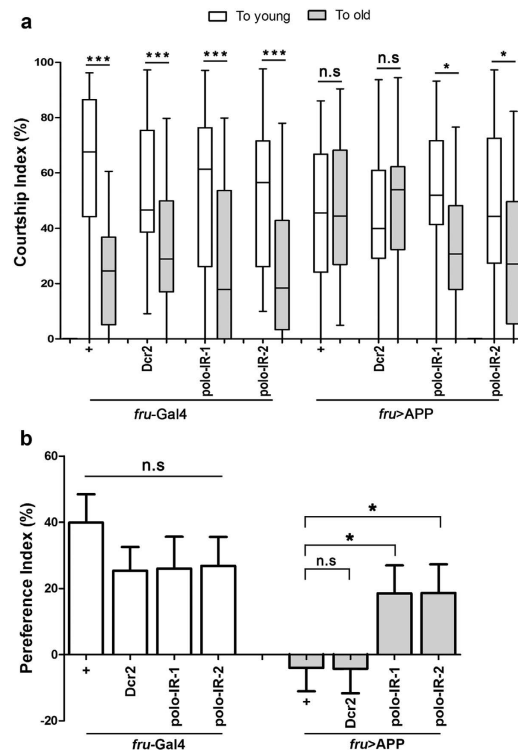 To young To old
a
*** *** *** *** n.s n.s * *
100
80
60
40
20
0
Courtship Index (%)
+ Dcr2 polo-IR-1 polo-IR-2 + Dcr2 polo-IR-1 polo-IR-2
fru-Gal4 fru>APP
b
60
40
20
0
-20
Pereference Index (%)
n.s
*
*
n.s
+ Dcr2 polo-IR-1 polo-IR-2 + Dcr2 polo-IR-1 polo-IR-2
fru-Gal4 fru>APP